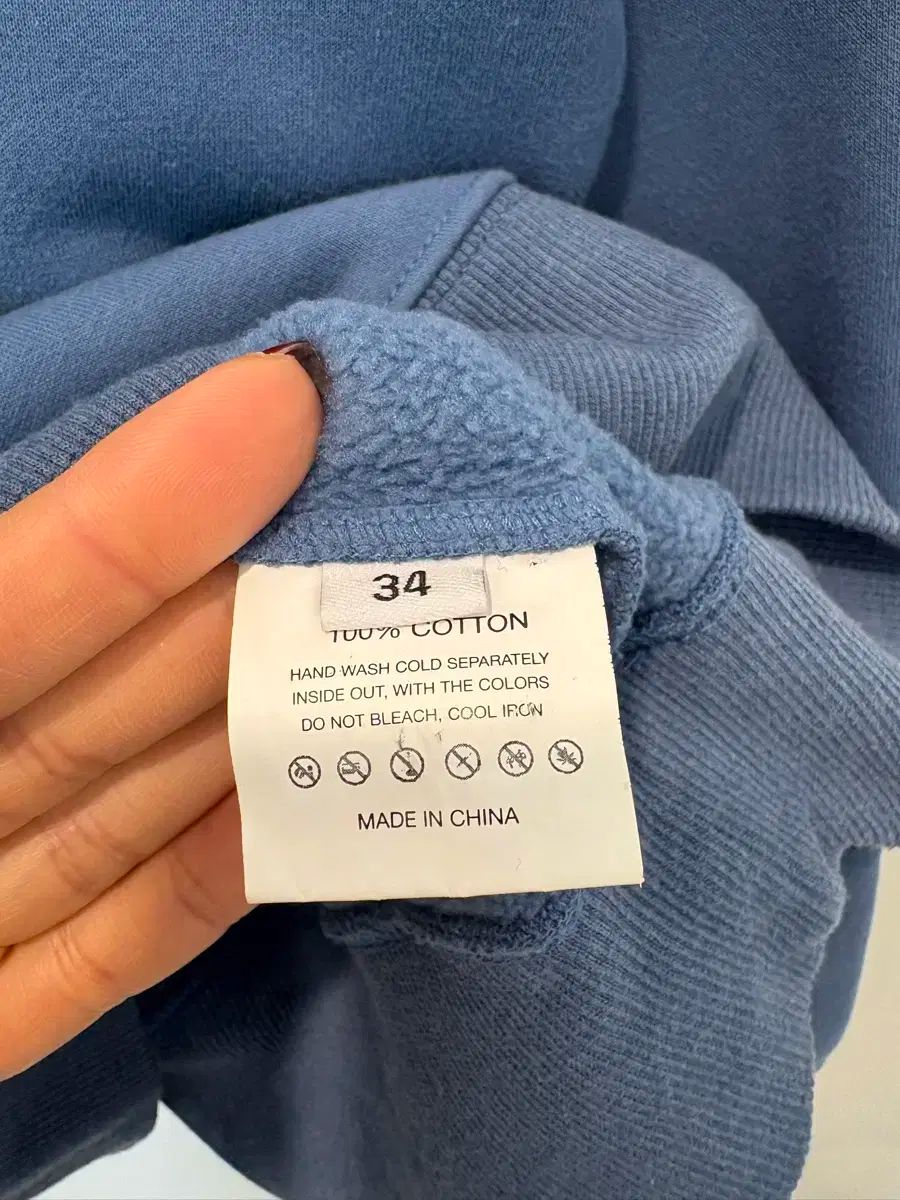 34
100% COTTON
HAND WASH COLD SEPARATELY
INSIDE OUT, WITH THE COLORS
DO NOT BLEACH, COOL IRON
MADE IN CHINA